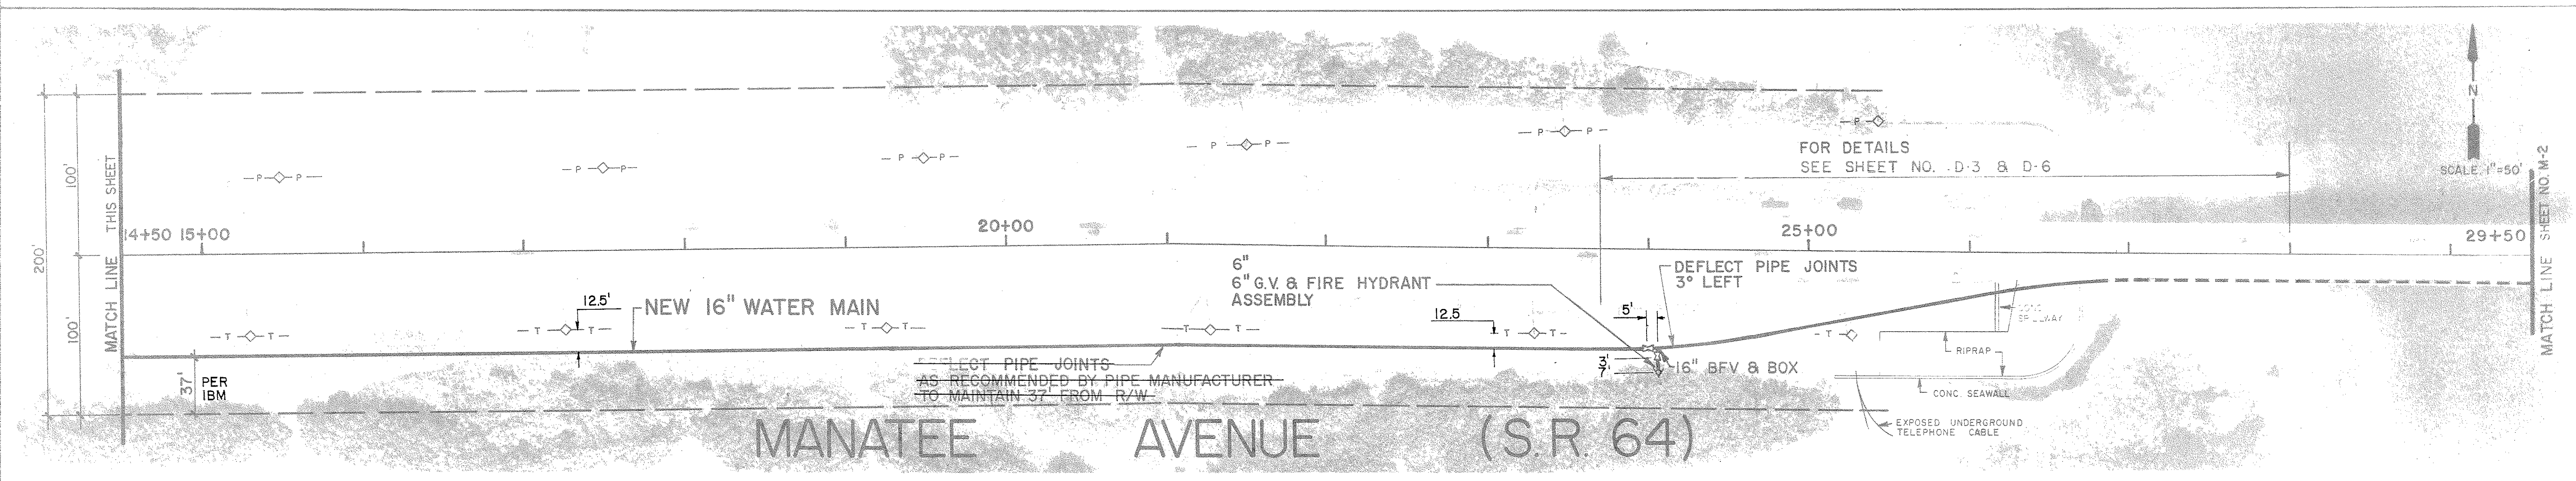 N
SCALE, 1"=50'
FOR DETAILS
SEE SHEET NO. D-3 & D-6
MATCH LINE THIS SHEET
200'
100'
100'
MATCH LINE SHEET NO. M-2
P P
P P
P P
P P
P P
P
14+50 15+00
20+00
25+00
29+50
6"
6" G.V. & FIRE HYDRANT
ASSEMBLY
DEFLECT PIPE JOINTS
3° LEFT
12.5'
NEW 16" WATER MAIN
12.5
5'
T T
T T
T T
T T
T T
T
RIPRAP
DEFLECT PIPE JOINTS
AS RECOMMENDED BY PIPE MANUFACTURER
TO MAINTAIN 37' FROM R/W
3'
7'
16" BFV & BOX
37'
PER
IBM
CONC. SEAWALL
EXPOSED UNDERGROUND
TELEPHONE CABLE
MANATEE AVENUE (S.R. 64)